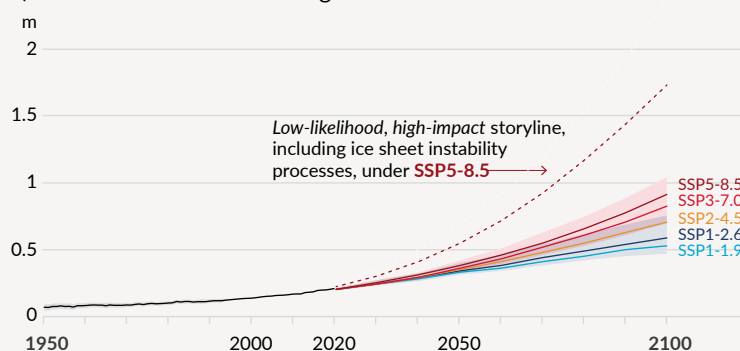 m
2
1.5
Low-likelihood, high-impact storyline,
including ice sheet instability
processes, under SSP5-8.5
1
SSP5-8.5
SSP3-7.0
SSP2-4.5
SSP1-2.6
SSP1-1.9
0.5
0
1950 2000 2020 2050 2100